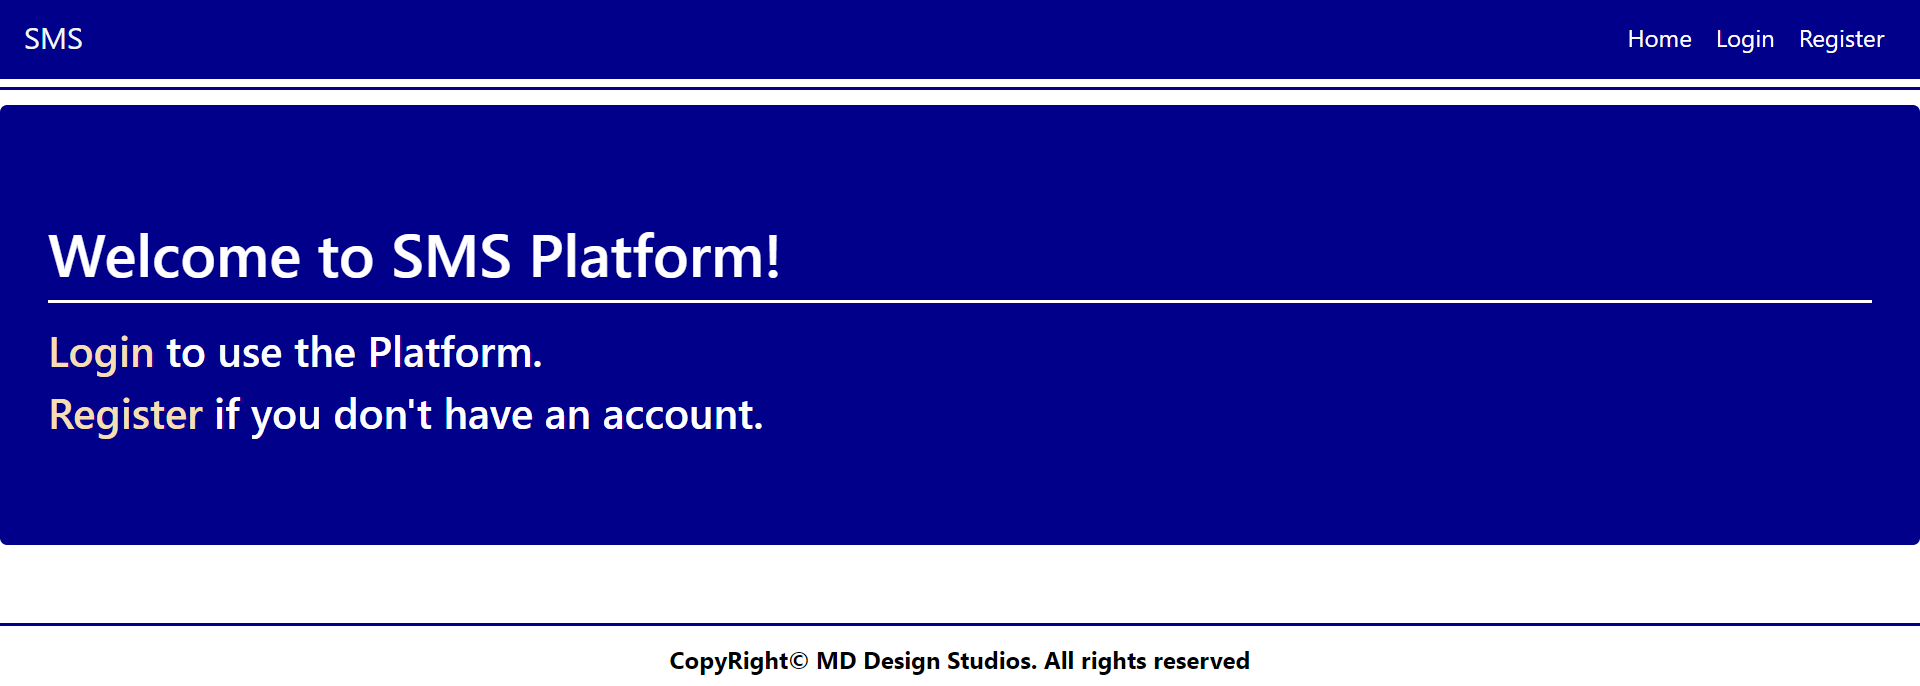 SMS
Home Login Register
Welcome to SMS Platform!
Login to use the Platform.
Register if you don't have an account.
CopyRight© MD Design Studios. All rights reserved